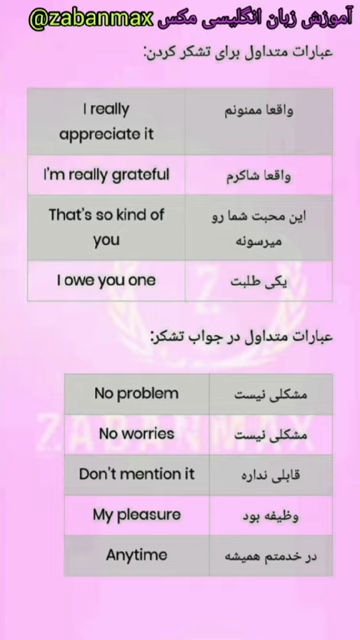 آموزش زبان انگلیسی مکس @zabanmax
عبارات متداول برای تشکر کردن:
I really appreciate it واقعا ممنونم
I'm really grateful واقعا شاکرم
That's so kind of you این محبت شما رو میرسونه
I owe you one یکی طلبت
عبارات متداول در جواب تشکر:
No problem مشکلی نیست
No worries مشکلی نیست
Don't mention it قابلی نداره
My pleasure وظیفه بود
Anytime در خدمتم همیشه
ZABANMAX